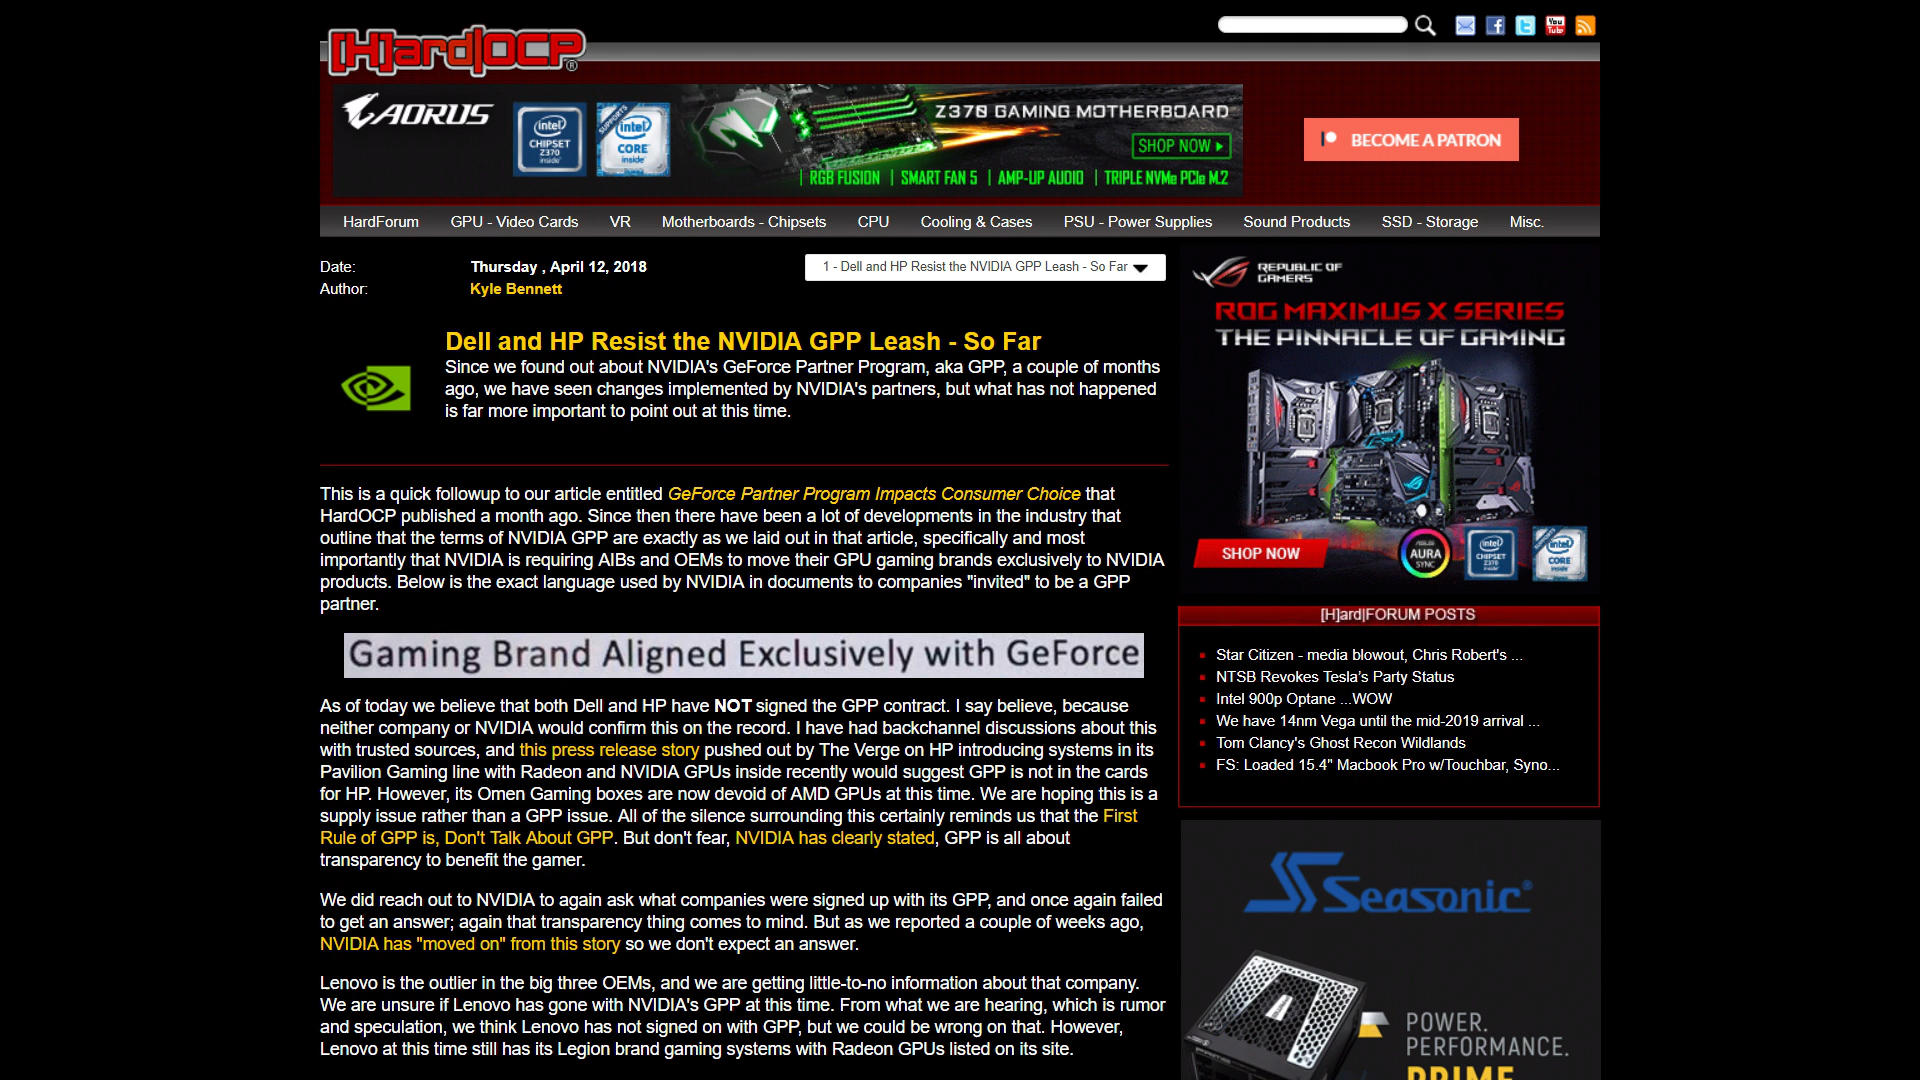 [H]ard|OCP®
AORUS
intel
CHIPSET
Z370
inside
SUPPORTS
intel
CORE
inside
Z370 GAMING MOTHERBOARD
SHOP NOW
| RGB FUSION | SMART FAN 5 | AMP-UP AUDIO | TRIPLE NVMe PCIe M.2
BECOME A PATRON
HardForum GPU - Video Cards VR Motherboards - Chipsets CPU Cooling & Cases PSU - Power Supplies Sound Products SSD - Storage Misc.
Date: Thursday , April 12, 2018
1 - Dell and HP Resist the NVIDIA GPP Leash - So Far
Author: Kyle Bennett
Dell and HP Resist the NVIDIA GPP Leash - So Far
Since we found out about NVIDIA's GeForce Partner Program, aka GPP, a couple of months
ago, we have seen changes implemented by NVIDIA's partners, but what has not happened
is far more important to point out at this time.
This is a quick followup to our article entitled GeForce Partner Program Impacts Consumer Choice that
HardOCP published a month ago. Since then there have been a lot of developments in the industry that
outline that the terms of NVIDIA GPP are exactly as we laid out in that article, specifically and most
importantly that NVIDIA is requiring AIBs and OEMs to move their GPU gaming brands exclusively to NVIDIA
products. Below is the exact language used by NVIDIA in documents to companies "invited" to be a GPP
partner.
Gaming Brand Aligned Exclusively with GeForce
As of today we believe that both Dell and HP have NOT signed the GPP contract. I say believe, because
neither company or NVIDIA would confirm this on the record. I have had backchannel discussions about this
with trusted sources, and this press release story pushed out by The Verge on HP introducing systems in its
Pavilion Gaming line with Radeon and NVIDIA GPUs inside recently would suggest GPP is not in the cards
for HP. However, its Omen Gaming boxes are now devoid of AMD GPUs at this time. We are hoping this is a
supply issue rather than a GPP issue. All of the silence surrounding this certainly reminds us that the First
Rule of GPP is, Don't Talk About GPP. But don't fear, NVIDIA has clearly stated, GPP is all about
transparency to benefit the gamer.
We did reach out to NVIDIA to again ask what companies were signed up with its GPP, and once again failed
to get an answer; again that transparency thing comes to mind. But as we reported a couple of weeks ago,
NVIDIA has "moved on" from this story so we don't expect an answer.
Lenovo is the outlier in the big three OEMs, and we are getting little-to-no information about that company.
We are unsure if Lenovo has gone with NVIDIA's GPP at this time. From what we are hearing, which is rumor
and speculation, we think Lenovo has not signed on with GPP, but we could be wrong on that. However,
Lenovo at this time still has its Legion brand gaming systems with Radeon GPUs listed on its site.
REPUBLIC OF
GAMERS
ROG MAXIMUS X SERIES
THE PINNACLE OF GAMING
SHOP NOW
AURA
SYNC
intel
CHIPSET
Z370
inside
SUPPORTS
intel
CORE
inside
[H]ard|FORUM POSTS
Star Citizen - media blowout, Chris Robert's ...
NTSB Revokes Tesla's Party Status
Intel 900p Optane ...WOW
We have 14nm Vega until the mid-2019 arrival ...
Tom Clancy's Ghost Recon Wildlands
FS: Loaded 15.4" Macbook Pro w/Touchbar, Syno...
Seasonic®
POWER.
PERFORMANCE.
PRIME